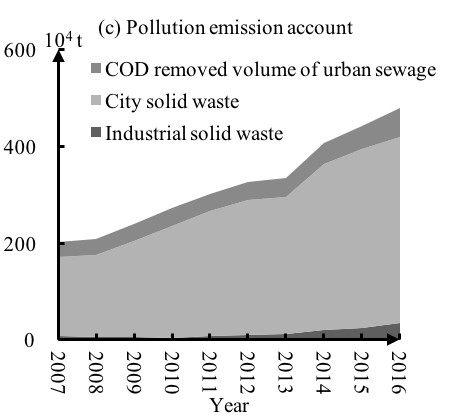 (c) Pollution emission account
600
10⁴ t
COD removed volume of urban sewage
City solid waste
Industrial solid waste
400
200
0
2007 2008 2009 2010 2011 2012 2013 2014 2015 2016
Year